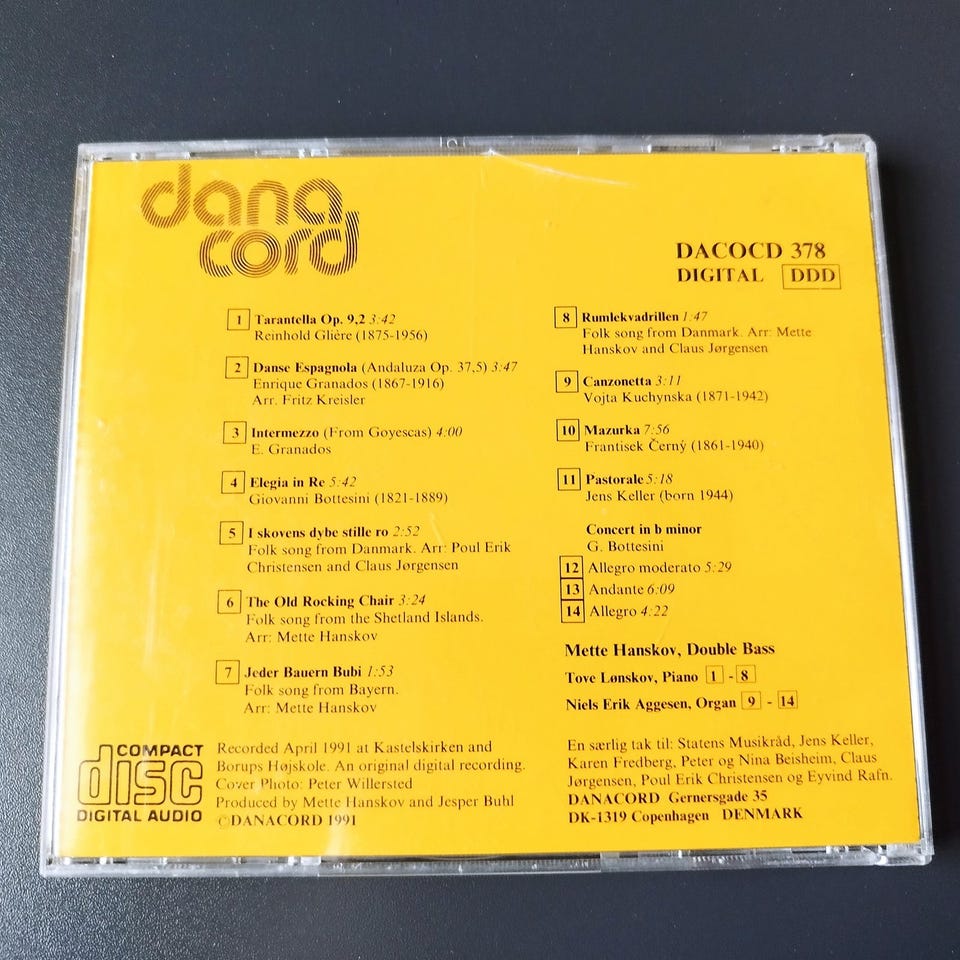 dana
cord
DACOCD 378
DIGITAL DDD
1 Tarantella Op. 9,2 3:42
Reinhold Glière (1875-1956)
2 Danse Espagnola (Andaluza Op. 37,5) 3:47
Enrique Granados (1867-1916)
Arr. Fritz Kreisler
3 Intermezzo (From Goyescas) 4:00
E. Granados
4 Elegia in Re 5:42
Giovanni Bottesini (1821-1889)
5 I skovens dybe stille ro 2:52
Folk song from Danmark. Arr: Poul Erik
Christensen and Claus Jørgensen
6 The Old Rocking Chair 3:24
Folk song from the Shetland Islands.
Arr: Mette Hanskov
7 Jeder Bauern Bubi 1:53
Folk song from Bayern.
Arr: Mette Hanskov
8 Rumlekvadrillen 1:47
Folk song from Danmark. Arr: Mette
Hanskov and Claus Jørgensen
9 Canzonetta 3:11
Vojta Kuchynska (1871-1942)
10 Mazurka 7:56
Frantisek Černý (1861-1940)
11 Pastorale 5:18
Jens Keller (born 1944)
Concert in b minor
G. Bottesini
12 Allegro moderato 5:29
13 Andante 6:09
14 Allegro 4:22
Mette Hanskov, Double Bass
Tove Lønskov, Piano 1 - 8
Niels Erik Aggesen, Organ 9 - 14
COMPACT
disc
DIGITAL AUDIO
Recorded April 1991 at Kastelskirken and
Borups Højskole. An original digital recording.
Cover Photo: Peter Willersted
Produced by Mette Hanskov and Jesper Buhl
©DANACORD 1991
En særlig tak til: Statens Musikråd, Jens Keller,
Karen Fredberg, Peter og Nina Beisheim, Claus
Jørgensen, Poul Erik Christensen og Eyvind Rafn.
DANACORD Gernersgade 35
DK-1319 Copenhagen DENMARK